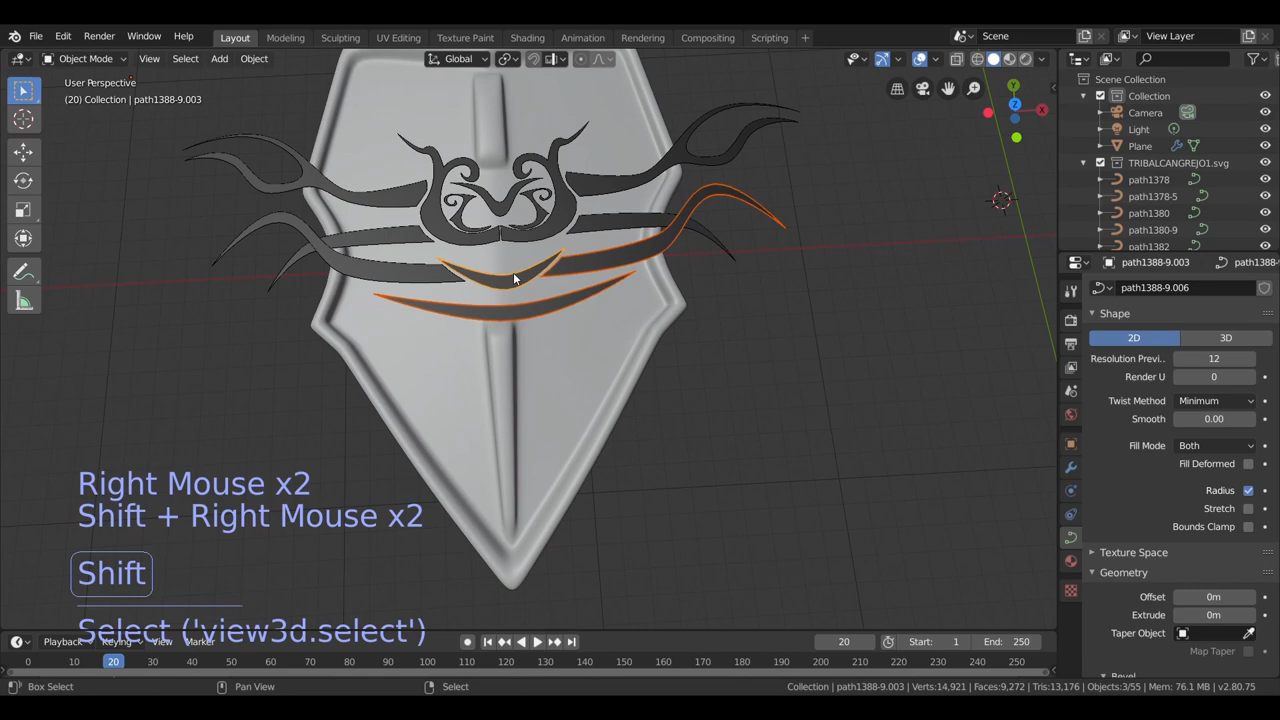 File Edit Render Window Help Layout Modeling Sculpting UV Editing Texture Paint Shading Animation Rendering Compositing Scripting + Scene View Layer
Object Mode View Select Add Object Global
User Perspective
(20) Collection | path1388-9.003
Y
Z
X
Scene Collection
Collection
Camera
Light
Plane
TRIBALCANGREJO1.svg
path1378
path1378-5
path1380
path1380-9
path1382
path1388-9.003 path1388-
path1388-9.006
Shape
2D 3D
Resolution Previ.. 12
Render U 0
Twist Method Minimum
Smooth 0.00
Fill Mode Both
Fill Deformed
Radius
Stretch
Bounds Clamp
Texture Space
Geometry
Offset 0m
Extrude 0m
Taper Object
Map Taper
Bevel
Right Mouse x2
Shift + Right Mouse x2
Shift
Select ('view3d.select')
Playback Keying View Marker 20 Start: 1 End: 250
0 10 20 30 40 50 60 70 80 90 100 110 120 130 140 150 160 170 180 190 200 210 220 230 240 250
Box Select Pan View Select Collection | path1388-9.003 | Verts:14,921 | Faces:9,272 | Tris:13,176 | Objects:3/55 | Mem: 76.1 MB | v2.80.75